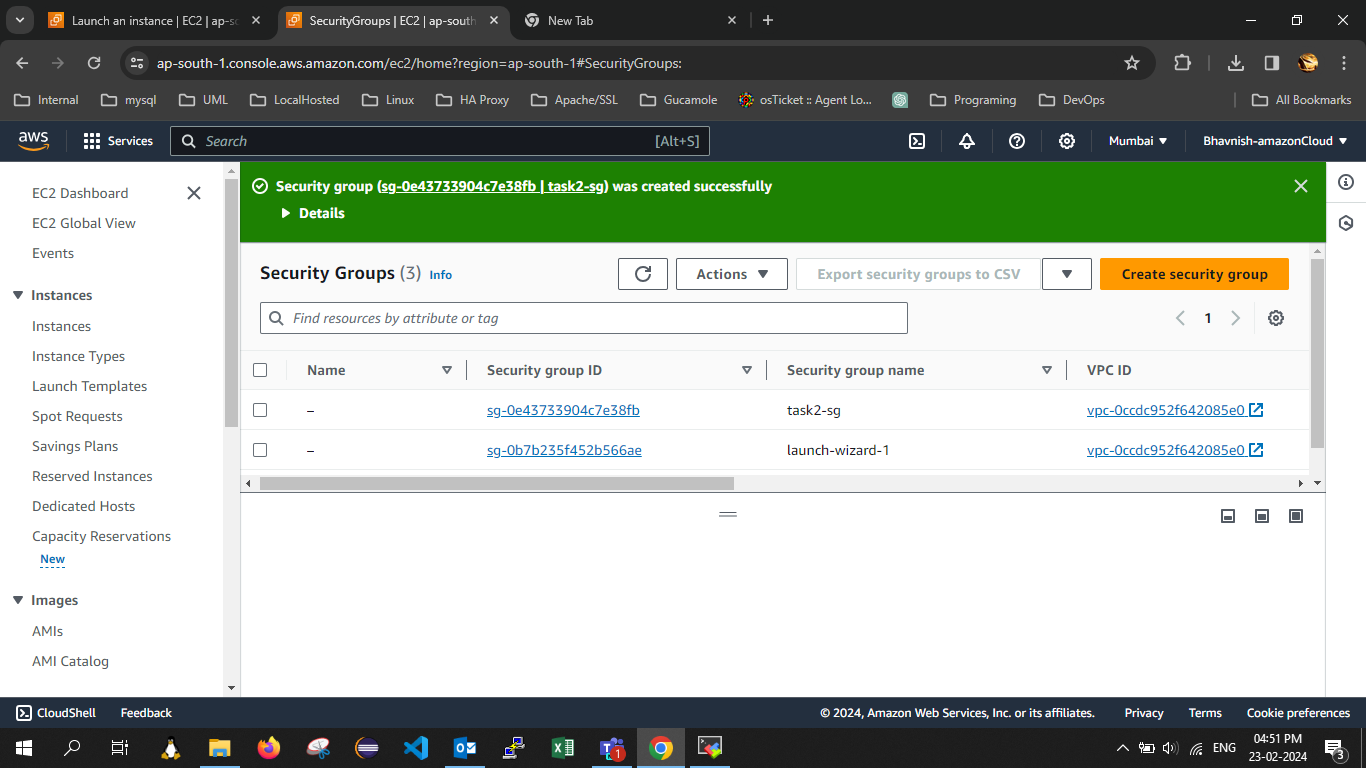 Launch an instance | EC2 | ap-sc
SecurityGroups | EC2 | ap-south
New Tab
ap-south-1.console.aws.amazon.com/ec2/home?region=ap-south-1#SecurityGroups:
Internal
mysql
UML
LocalHosted
Linux
HA Proxy
Apache/SSL
Gucamole
osTicket :: Agent Lo...
Programing
DevOps
All Bookmarks
aws
Services
Search
[Alt+S]
Mumbai
Bhavnish-amazonCloud
EC2 Dashboard
EC2 Global View
Events
Instances
Instances
Instance Types
Launch Templates
Spot Requests
Savings Plans
Reserved Instances
Dedicated Hosts
Capacity Reservations
New
Images
AMIs
AMI Catalog
Security group (sg-0e43733904c7e38fb | task2-sg) was created successfully
Details
Security Groups (3) Info
Actions
Export security groups to CSV
Create security group
Find resources by attribute or tag
1
Name Security group ID Security group name VPC ID
– sg-0e43733904c7e38fb task2-sg vpc-0ccdc952f642085e0
– sg-0b7b235f452b566ae launch-wizard-1 vpc-0ccdc952f642085e0
CloudShell
Feedback
© 2024, Amazon Web Services, Inc. or its affiliates.
Privacy
Terms
Cookie preferences
1
ENG
04:51 PM
23-02-2024
3